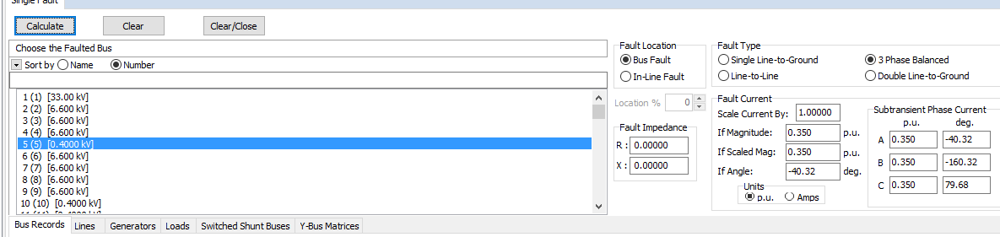 Single Fault
Calculate
Clear
Clear/Close
Choose the Faulted Bus
Sort by Name Number
1 (1) [33.00 kV]
2 (2) [6.600 kV]
3 (3) [6.600 kV]
4 (4) [6.600 kV]
5 (5) [0.4000 kV]
6 (6) [6.600 kV]
7 (7) [6.600 kV]
8 (8) [6.600 kV]
9 (9) [6.600 kV]
10 (10) [0.4000 kV]
Fault Location
Bus Fault
In-Line Fault
Location % 0
Fault Impedance
R : 0.00000
X : 0.00000
Fault Type
Single Line-to-Ground
3 Phase Balanced
Line-to-Line
Double Line-to-Ground
Fault Current
Scale Current By: 1.00000
If Magnitude: 0.350 p.u.
If Scaled Mag: 0.350 p.u.
If Angle: -40.32 deg.
Units
p.u. Amps
Subtransient Phase Current
p.u. deg.
A 0.350 -40.32
B 0.350 -160.32
C 0.350 79.68
Bus Records Lines Generators Loads Switched Shunt Buses Y-Bus Matrices